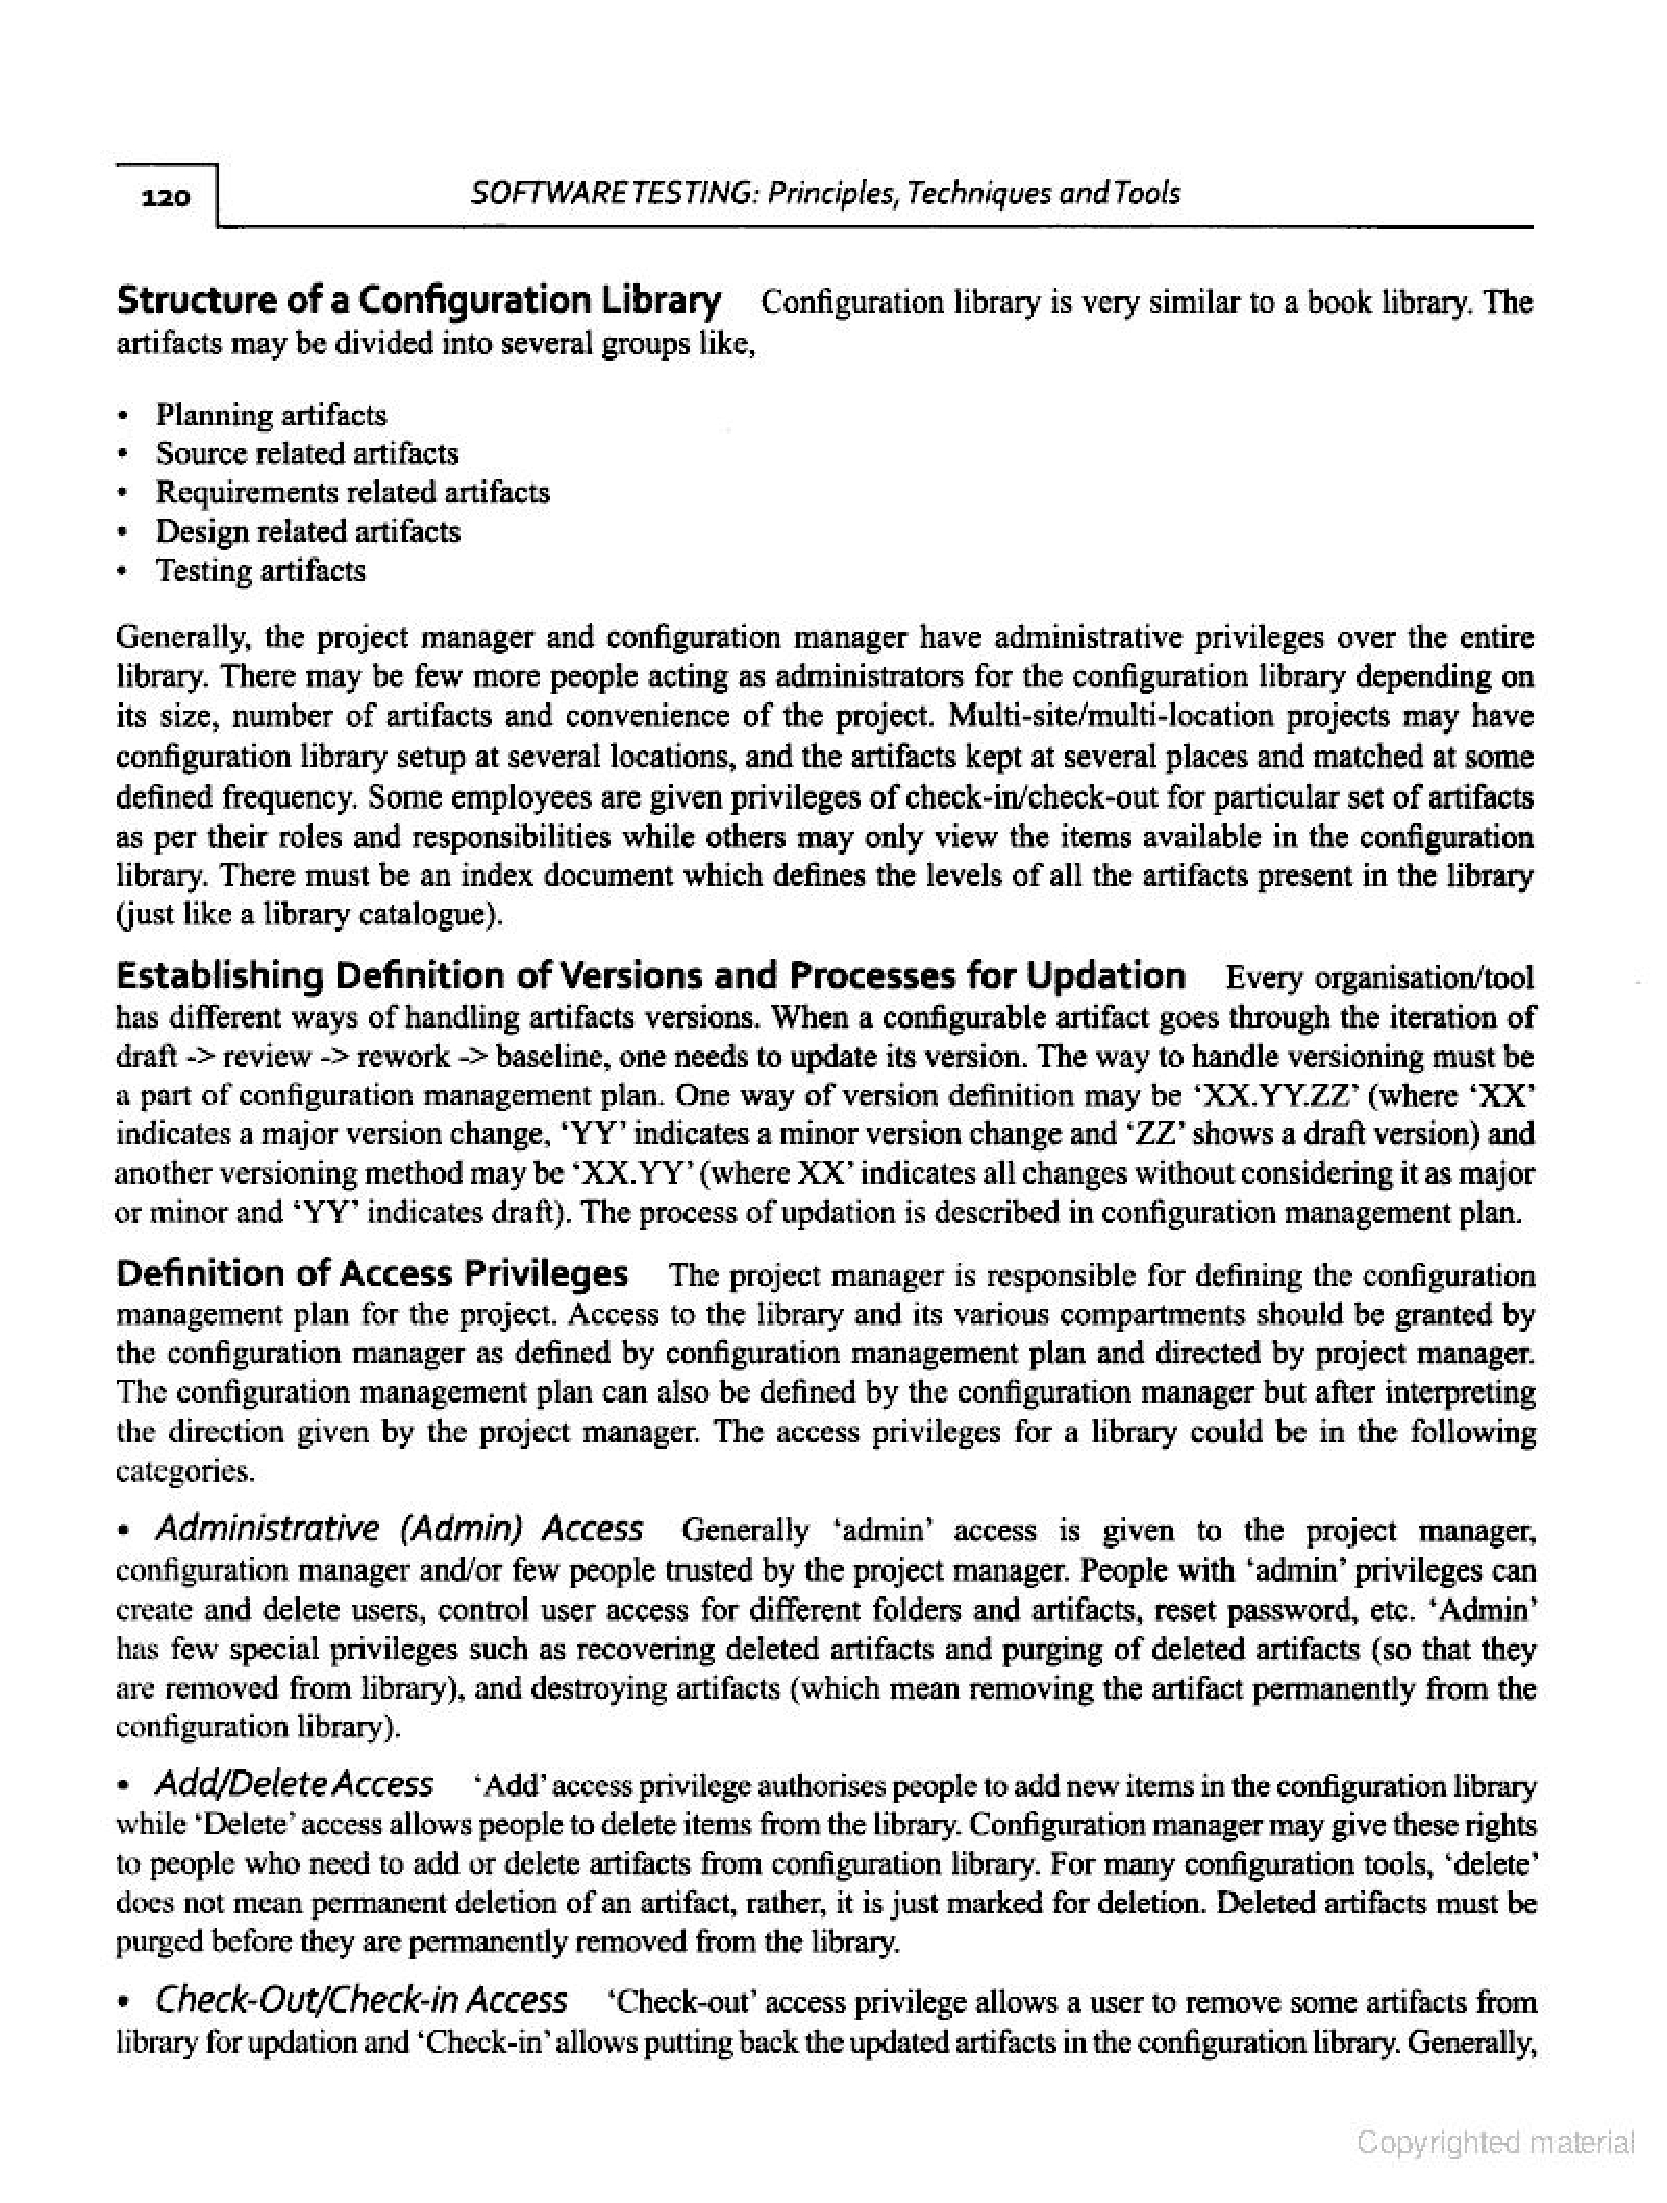 120
SOFTWARE TESTING: Principles, Techniques and Tools
Structure of a Configuration Library Configuration library is very similar to a book library. The
artifacts may be divided into several groups like,
• Planning artifacts
• Source related artifacts
• Requirements related artifacts
• Design related artifacts
• Testing artifacts
Generally, the project manager and configuration manager have administrative privileges over the entire
library. There may be few more people acting as administrators for the configuration library depending on
its size, number of artifacts and convenience of the project. Multi-site/multi-location projects may have
configuration library setup at several locations, and the artifacts kept at several places and matched at some
defined frequency. Some employees are given privileges of check-in/check-out for particular set of artifacts
as per their roles and responsibilities while others may only view the items available in the configuration
library. There must be an index document which defines the levels of all the artifacts present in the library
(just like a library catalogue).
Establishing Definition of Versions and Processes for Updation Every organisation/tool
has different ways of handling artifacts versions. When a configurable artifact goes through the iteration of
draft -> review -> rework -> baseline, one needs to update its version. The way to handle versioning must be
a part of configuration management plan. One way of version definition may be ‘XX.YY.ZZ’ (where ‘XX’
indicates a major version change, ‘YY’ indicates a minor version change and ‘ZZ’ shows a draft version) and
another versioning method may be ‘XX.YY’ (where XX’ indicates all changes without considering it as major
or minor and ‘YY’ indicates draft). The process of updation is described in configuration management plan.
Definition of Access Privileges The project manager is responsible for defining the configuration
management plan for the project. Access to the library and its various compartments should be granted by
the configuration manager as defined by configuration management plan and directed by project manager.
The configuration management plan can also be defined by the configuration manager but after interpreting
the direction given by the project manager. The access privileges for a library could be in the following
categories.
• Administrative (Admin) Access Generally ‘admin’ access is given to the project manager,
configuration manager and/or few people trusted by the project manager. People with ‘admin’ privileges can
create and delete users, control user access for different folders and artifacts, reset password, etc. ‘Admin’
has few special privileges such as recovering deleted artifacts and purging of deleted artifacts (so that they
are removed from library), and destroying artifacts (which mean removing the artifact permanently from the
configuration library).
• Add/Delete Access ‘Add’ access privilege authorises people to add new items in the configuration library
while ‘Delete’ access allows people to delete items from the library. Configuration manager may give these rights
to people who need to add or delete artifacts from configuration library. For many configuration tools, ‘delete’
does not mean permanent deletion of an artifact, rather, it is just marked for deletion. Deleted artifacts must be
purged before they are permanently removed from the library.
• Check-Out/Check-in Access ‘Check-out’ access privilege allows a user to remove some artifacts from
library for updation and ‘Check-in’ allows putting back the updated artifacts in the configuration library. Generally,
Copyrighted material